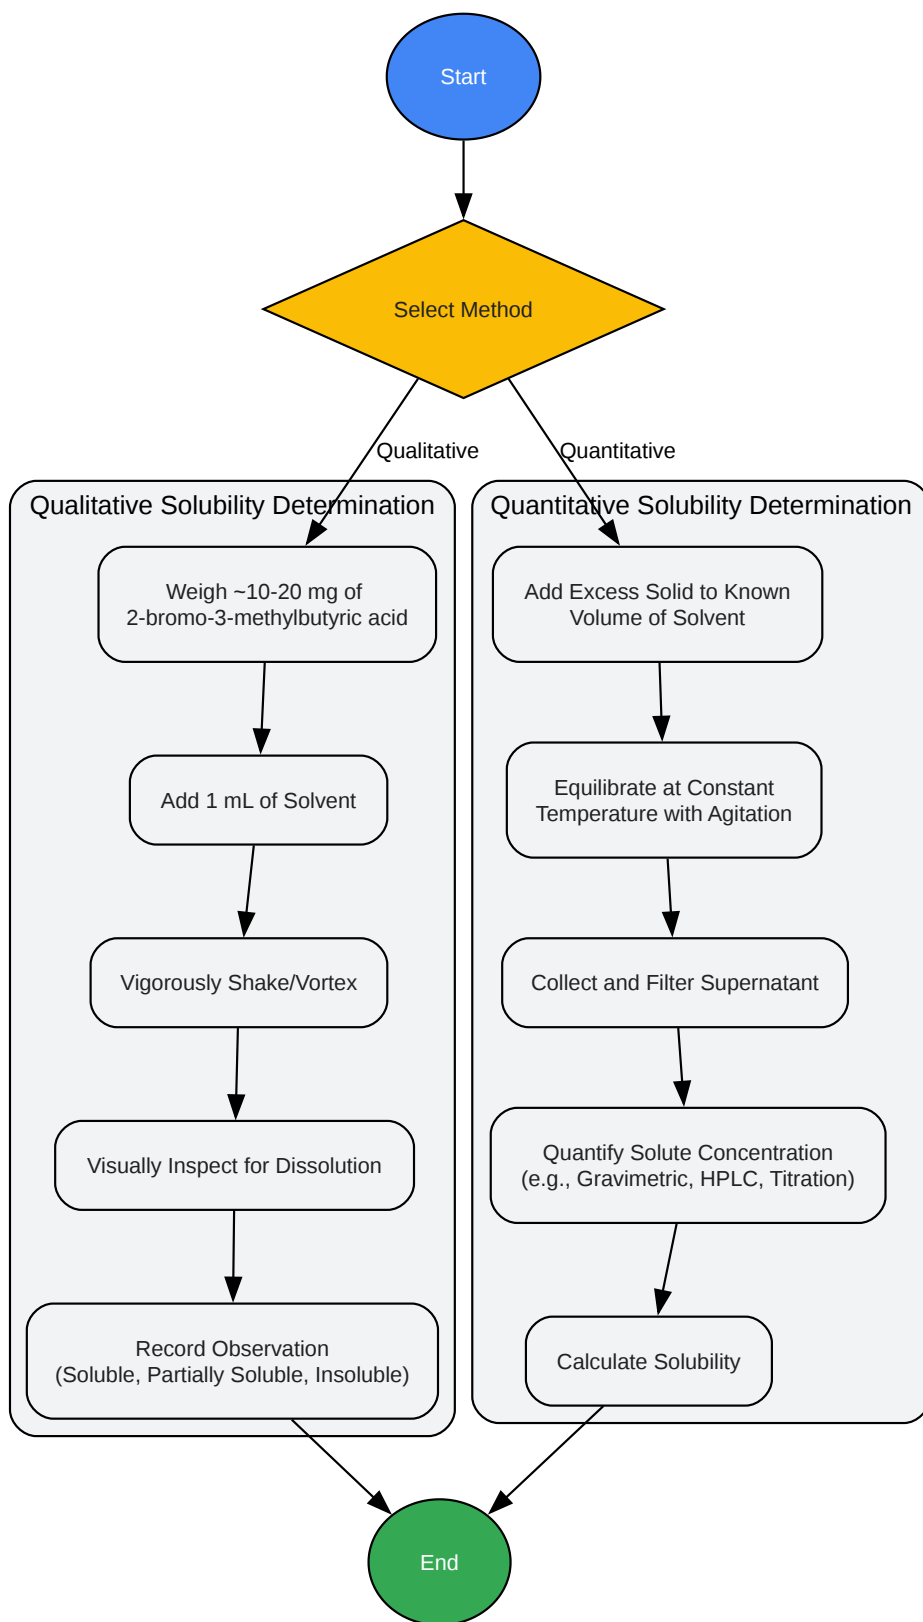 Start
Select Method
Qualitative
Quantitative
Qualitative Solubility Determination
Weigh ~10-20 mg of
2-bromo-3-methylbutyric acid
Add 1 mL of Solvent
Vigorously Shake/Vortex
Visually Inspect for Dissolution
Record Observation
(Soluble, Partially Soluble, Insoluble)
Quantitative Solubility Determination
Add Excess Solid to Known
Volume of Solvent
Equilibrate at Constant
Temperature with Agitation
Collect and Filter Supernatant
Quantify Solute Concentration
(e.g., Gravimetric, HPLC, Titration)
Calculate Solubility
End